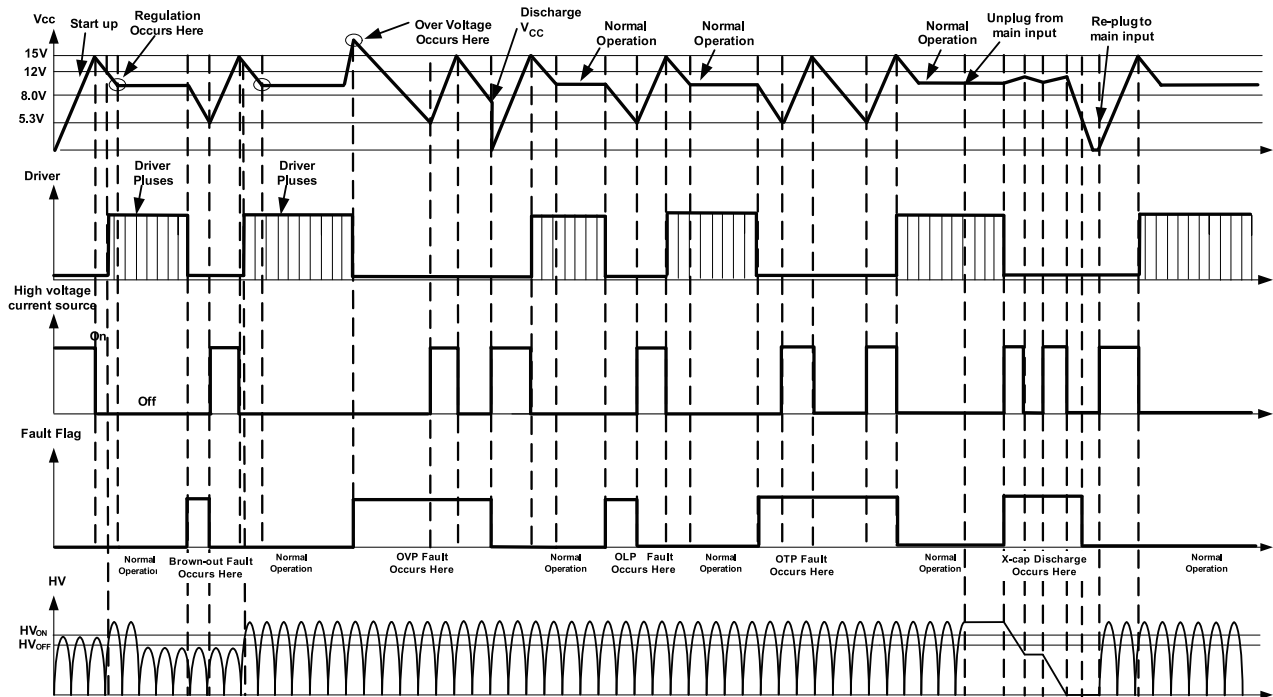 Vcc
Start up
Regulation
Occurs Here
Over Voltage
Occurs Here
Discharge
VCC
Normal
Operation
Normal
Operation
Normal
Operation
Unplug from
main input
Re-plug to
main input
15V
12V
8.0V
5.3V
Driver
Driver
Pluses
Driver
Pluses
High voltage
current source
On
Off
Fault Flag
Normal
Operation
Brown-out Fault
Occurs Here
Normal
Operation
OVP Fault
Occurs Here
Normal
Operation
OLP Fault
Occurs Here
Normal
Operation
OTP Fault
Occurs Here
Normal
Operation
X-cap Discharge
Occurs Here
Normal
Operation
HV
HVON
HVOFF